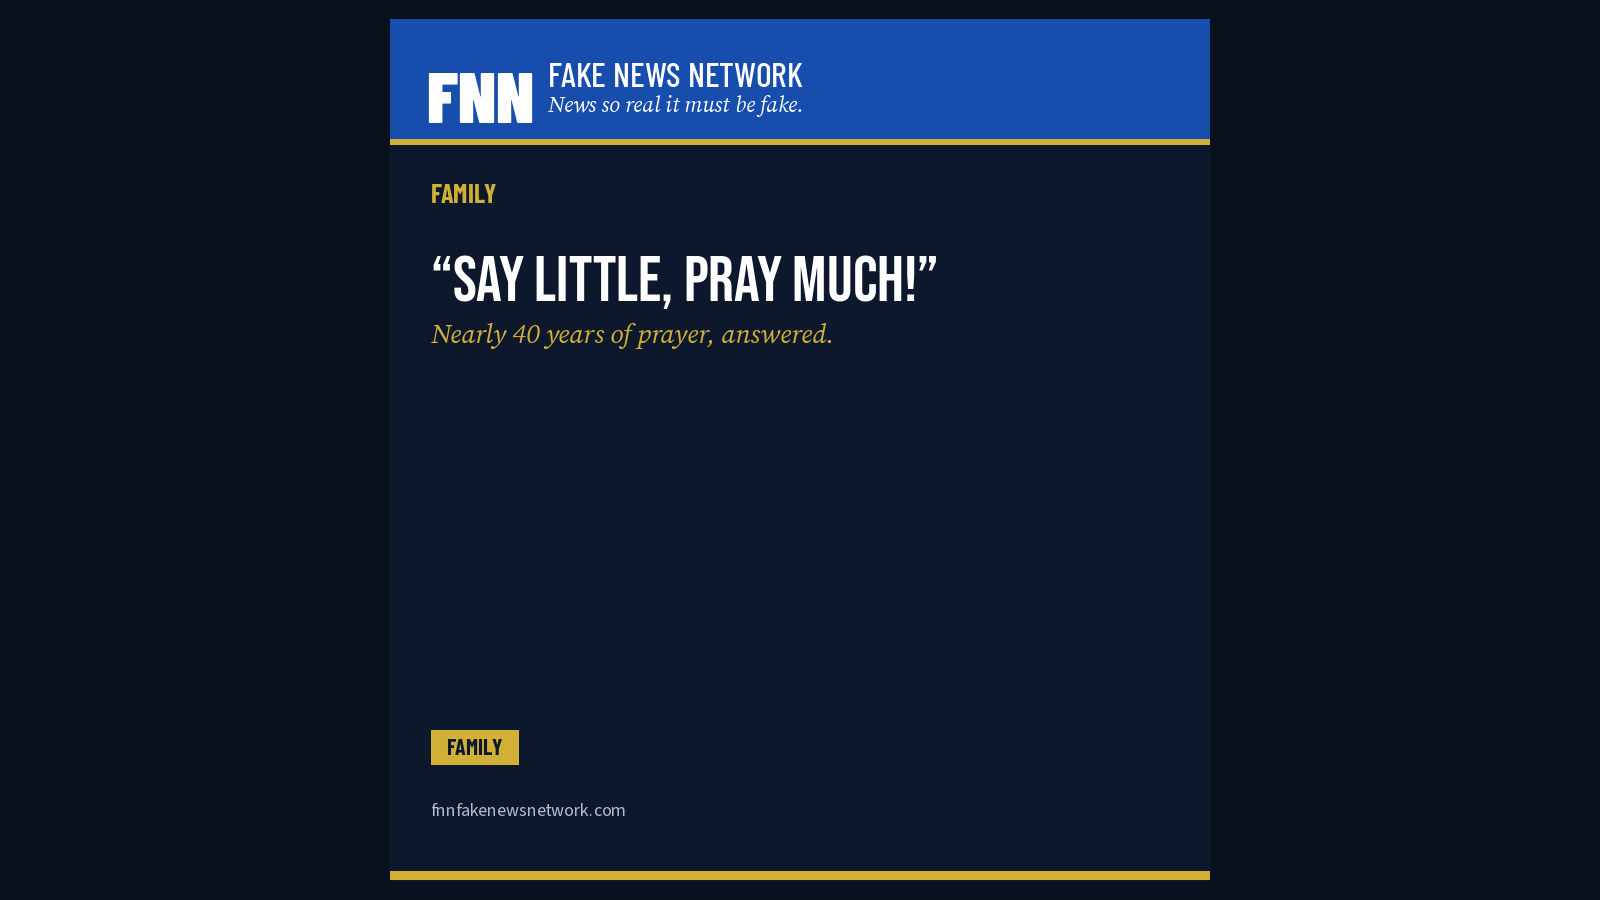 FNN
FAKE NEWS NETWORK
News so real it must be fake.
FAMILY
“SAY LITTLE, PRAY MUCH!”
Nearly 40 years of prayer, answered.
FAMILY
fnnfakenewsnetwork.com